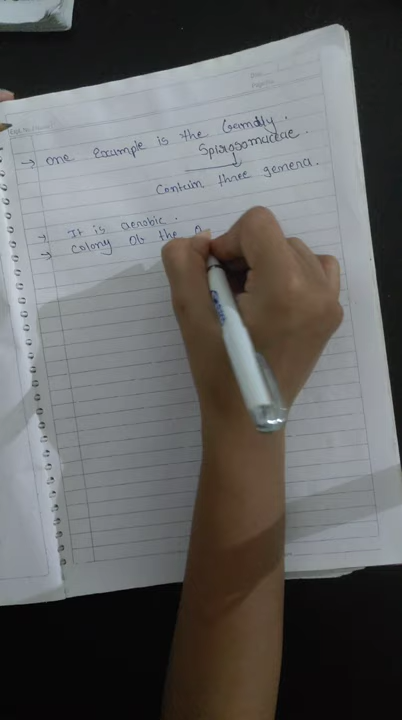 → one example is the family.
Spirosomaceae.
Contain three genera.
→ It is aerobic.
→ colony of the